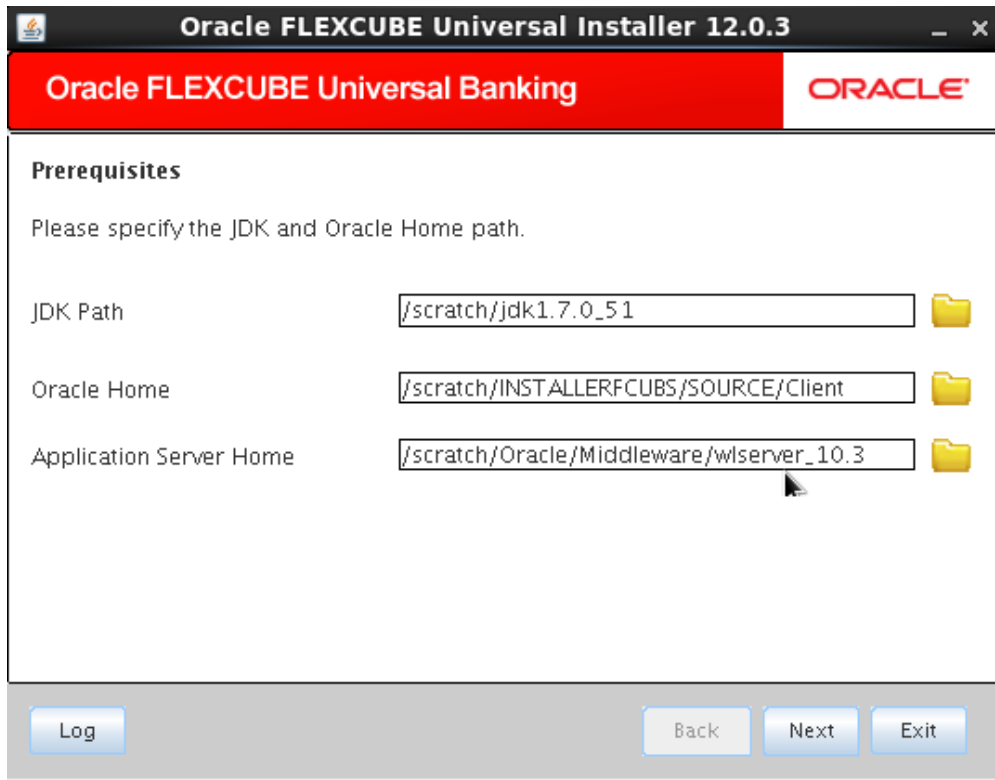 Oracle FLEXCUBE Universal Installer 12.0.3
Oracle FLEXCUBE Universal Banking
ORACLE
Prerequisites
Please specify the JDK and Oracle Home path.
JDK Path /scratch/jdk1.7.0_51
Oracle Home /scratch/INSTALLERFCUBS/SOURCE/Client
Application Server Home /scratch/Oracle/Middleware/wlserver_10.3
Log Back Next Exit